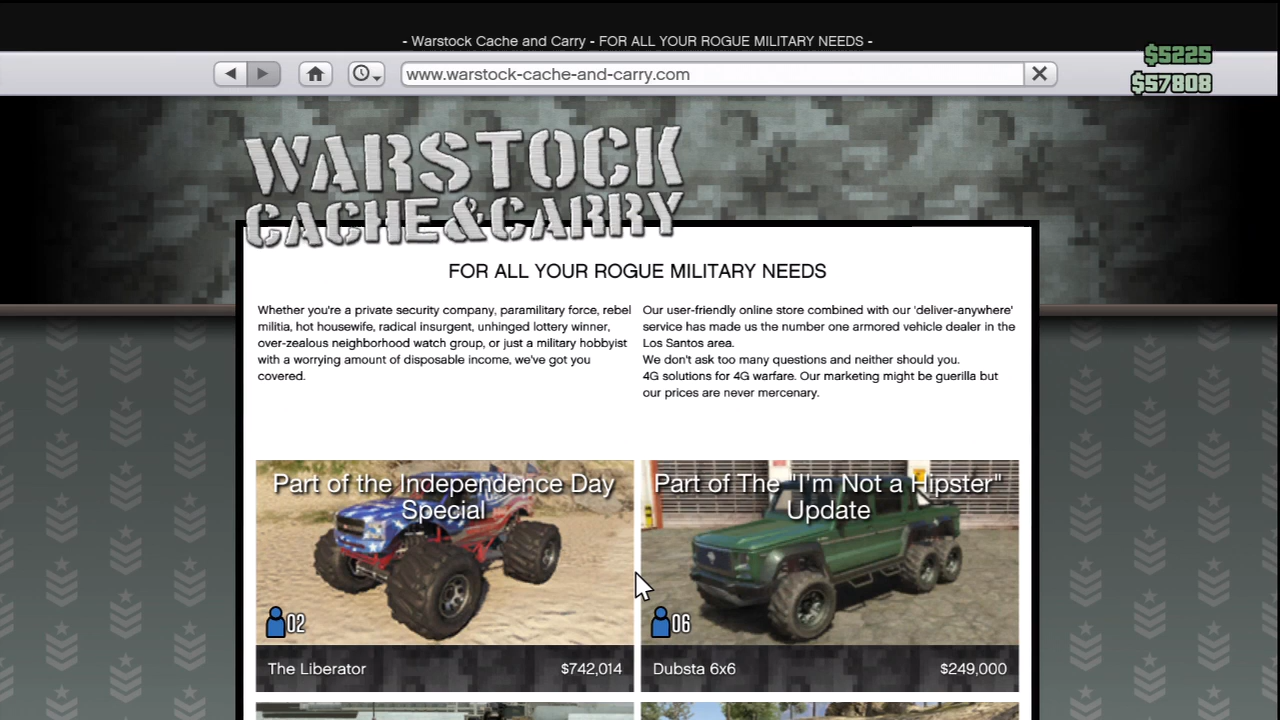 - Warstock Cache and Carry - FOR ALL YOUR ROGUE MILITARY NEEDS -
$5225
www.warstock-cache-and-carry.com
$57808
WARSTOCK
CACHE&CARRY
FOR ALL YOUR ROGUE MILITARY NEEDS
Whether you're a private security company, paramilitary force, rebel
militia, hot housewife, radical insurgent, unhinged lottery winner,
over-zealous neighborhood watch group, or just a military hobbyist
with a worrying amount of disposable income, we've got you
covered.
Our user-friendly online store combined with our 'deliver-anywhere'
service has made us the number one armored vehicle dealer in the
Los Santos area.
We don't ask too many questions and neither should you.
4G solutions for 4G warfare. Our marketing might be guerilla but
our prices are never mercenary.
Part of the Independence Day
Special
02
The Liberator $742,014
Part of The "I'm Not a Hipster"
Update
06
Dubsta 6x6 $249,000